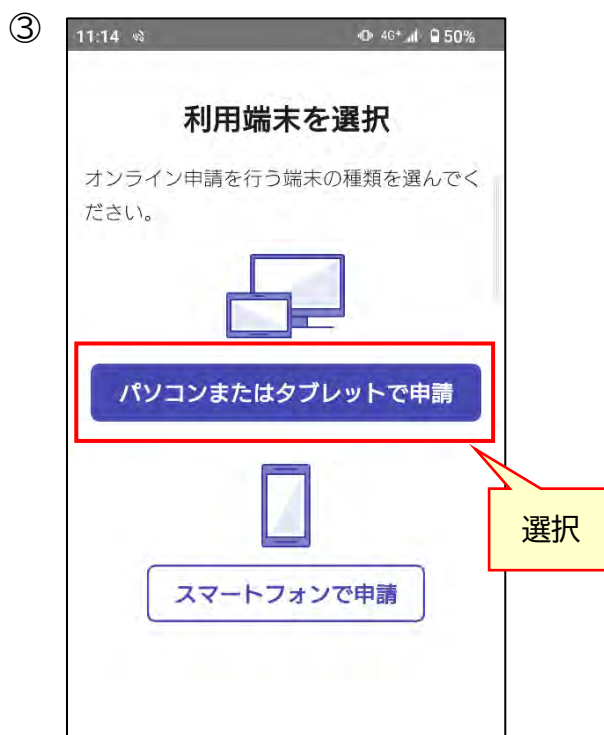 ③
11:14 4G+ 50%
利用端末を選択
オンライン申請を行う端末の種類を選んでく
ださい。
パソコンまたはタブレットで申請
選択
スマートフォンで申請